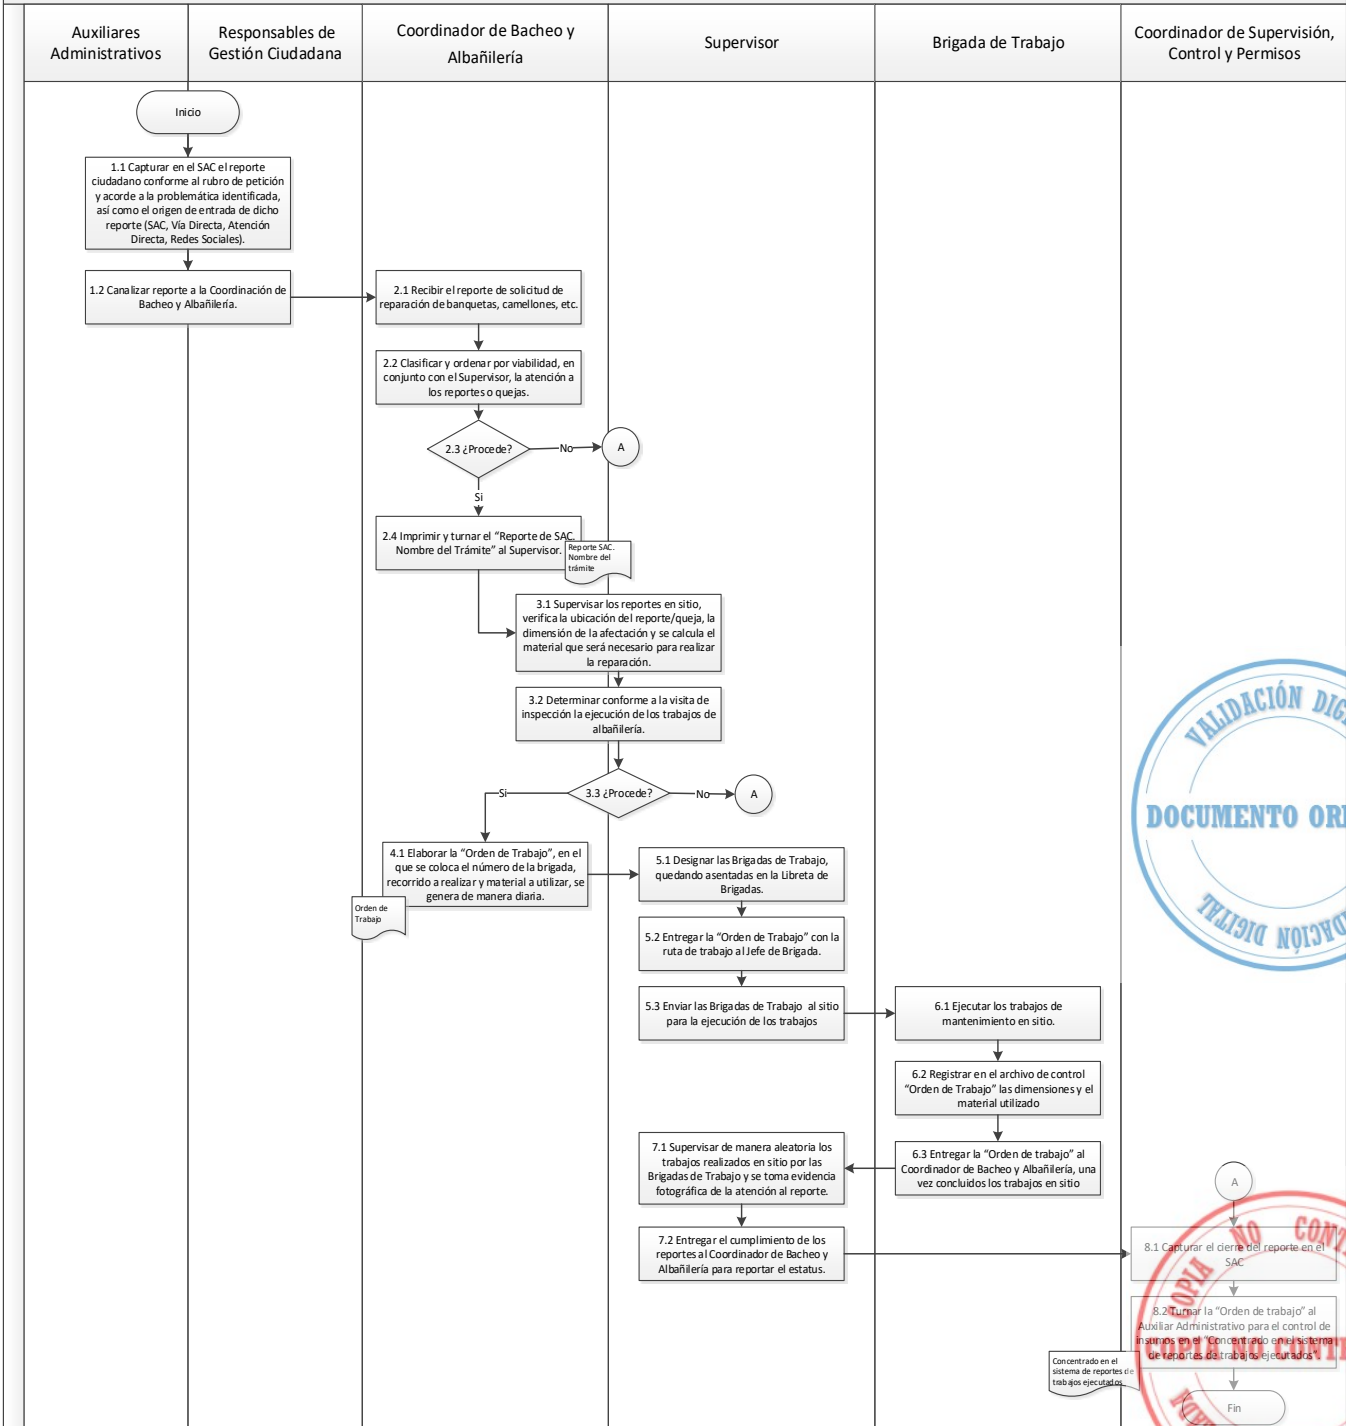 Auxiliares
Administrativos
Responsables de
Gestión Ciudadana
Coordinador de Bacheo y
Albañilería
Supervisor
Brigada de Trabajo
Coordinador de Supervisión,
Control y Permisos
Inicio
1.1 Capturar en el SAC el reporte
ciudadano conforme al rubro de petición
y acorde a la problemática identificada,
así como el origen de entrada de dicho
reporte (SAC, Vía Directa, Atención
Directa, Redes Sociales).
1.2 Canalizar reporte a la Coordinación de
Bacheo y Albañilería.
2.1 Recibir el reporte de solicitud de
reparación de banquetas, camellones, etc.
2.2 Clasificar y ordenar por viabilidad, en
conjunto con el Supervisor, la atención a
los reportes o quejas.
2.3 ¿Procede?
No
A
Si
2.4 Imprimir y turnar el “Reporte de SAC.
Nombre del Trámite” al Supervisor.
Reporte SAC.
Nombre del
trámite
3.1 Supervisar los reportes en sitio,
verifica la ubicación del reporte/queja, la
dimensión de la afectación y se calcula el
material que será necesario para realizar
la reparación.
3.2 Determinar conforme a la visita de
inspección la ejecución de los trabajos de
albañilería.
Si
3.3 ¿Procede?
No
A
4.1 Elaborar la “Orden de Trabajo”, en el
que se coloca el número de la brigada,
recorrido a realizar y material a utilizar, se
genera de manera diaria.
Orden de
Trabajo
5.1 Designar las Brigadas de Trabajo,
quedando asentadas en la Libreta de
Brigadas.
5.2 Entregar la “Orden de Trabajo” con la
ruta de trabajo al Jefe de Brigada.
5.3 Enviar las Brigadas de Trabajo al sitio
para la ejecución de los trabajos
6.1 Ejecutar los trabajos de
mantenimiento en sitio.
6.2 Registrar en el archivo de control
“Orden de Trabajo” las dimensiones y el
material utilizado
6.3 Entregar la “Orden de trabajo” al
Coordinador de Bacheo y Albañilería, una
vez concluidos los trabajos en sitio
7.1 Supervisar de manera aleatoria los
trabajos realizados en sitio por las
Brigadas de Trabajo y se toma evidencia
fotográfica de la atención al reporte.
7.2 Entregar el cumplimiento de los
reportes al Coordinador de Bacheo y
Albañilería para reportar el estatus.
A
8.1 Capturar el cierre del reporte en el
SAC
8.2 Turnar la “Orden de trabajo” al
Auxiliar Administrativo para el control de
insumos en el “Concentrado en el sistema
de reportes de trabajos ejecutados”.
Concentrado en el
sistema de reportes de
trabajos ejecutados
Fin
VALIDACIÓN DIG
DOCUMENTO ORI
DACIÓN DIGITAL
COPIA NO CONT
COPIA NO CONT